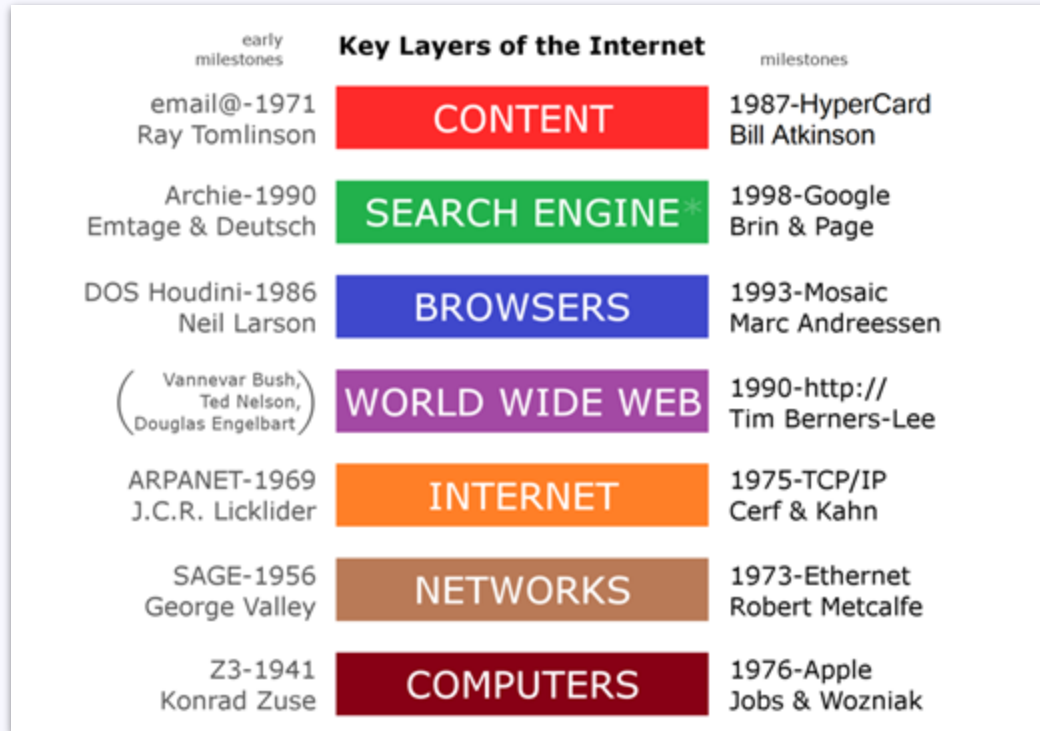 early
milestones
Key Layers of the Internet
milestones
email@-1971
Ray Tomlinson
CONTENT
1987-HyperCard
Bill Atkinson
Archie-1990
Emtage & Deutsch
SEARCH ENGINE*
1998-Google
Brin & Page
DOS Houdini-1986
Neil Larson
BROWSERS
1993-Mosaic
Marc Andreessen
(Vannevar Bush,
Ted Nelson,
Douglas Engelbart)
WORLD WIDE WEB
1990-http://
Tim Berners-Lee
ARPANET-1969
J.C.R. Licklider
INTERNET
1975-TCP/IP
Cerf & Kahn
SAGE-1956
George Valley
NETWORKS
1973-Ethernet
Robert Metcalfe
Z3-1941
Konrad Zuse
COMPUTERS
1976-Apple
Jobs & Wozniak